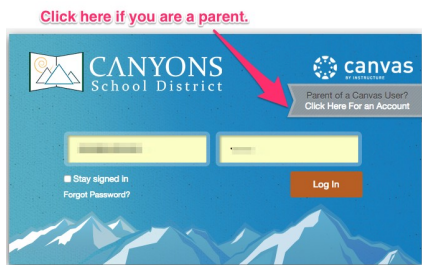 Click here if you are a parent.
CANYONS
School District
canvas
BY INSTRUCTURE
Parent of a Canvas User?
Click Here For an Account
Stay signed in
Forgot Password?
Log In